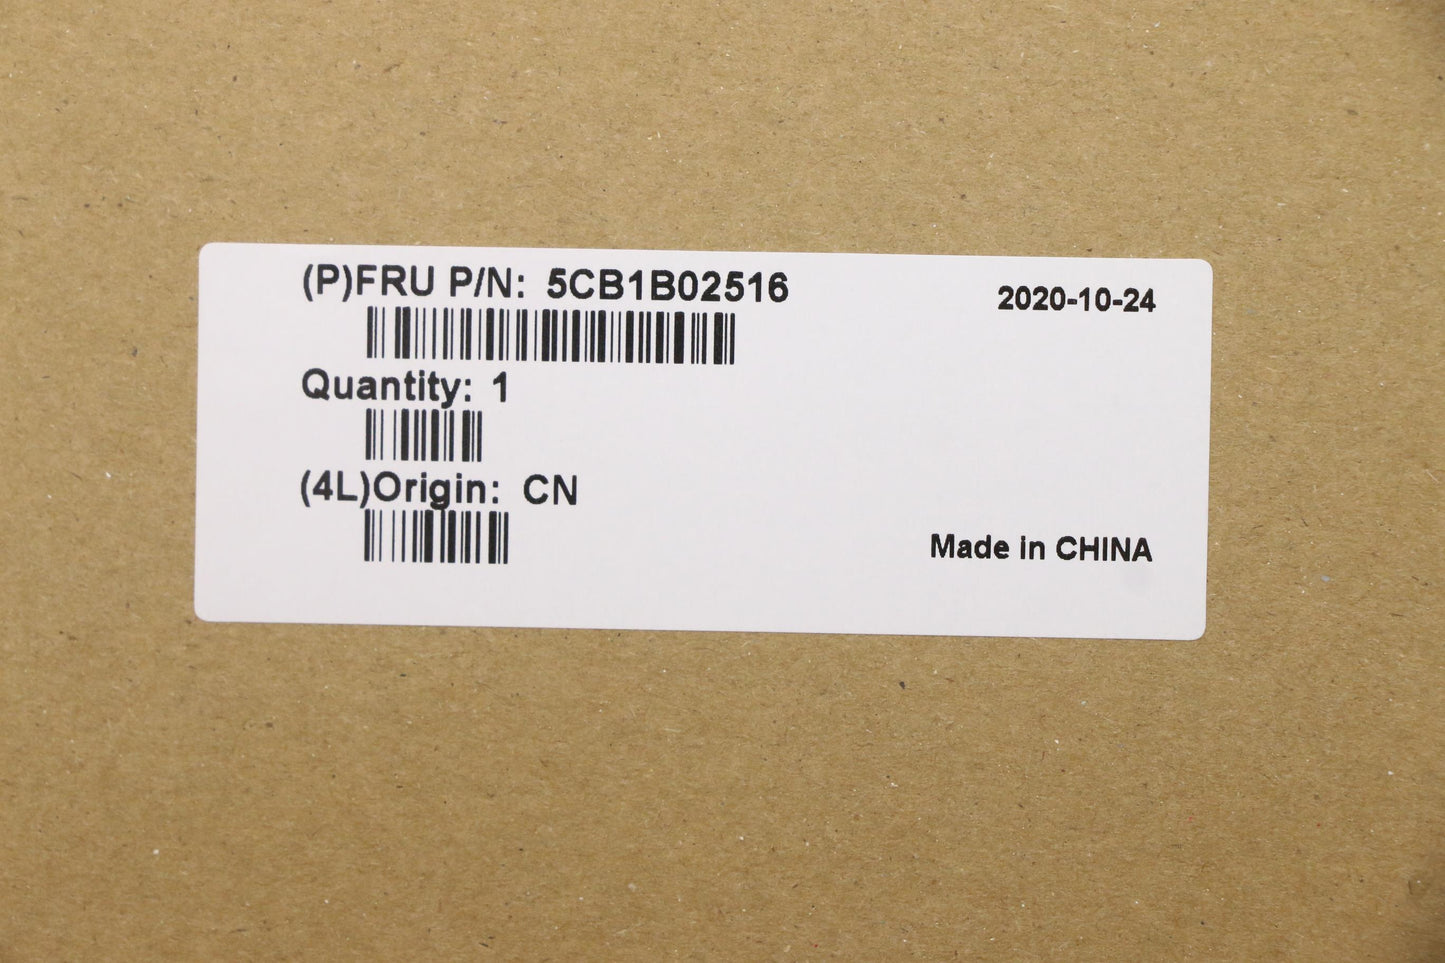 (P)FRU P/N: 5CB1B02516
2020-10-24
Quantity: 1
(4L)Origin: CN
Made in CHINA